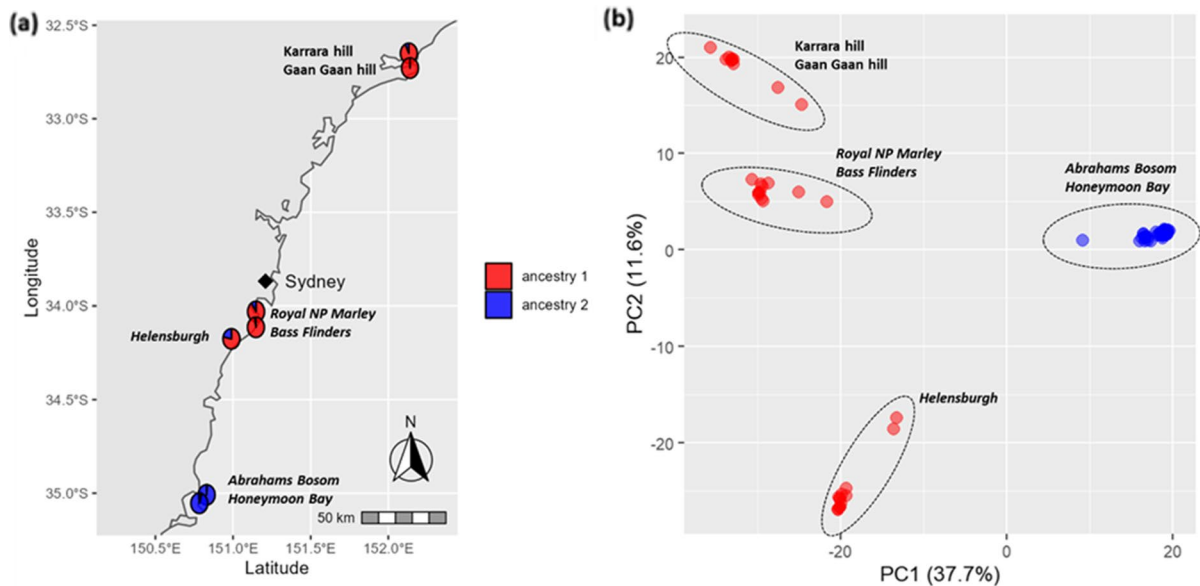 (a)
32.5°S
33.0°S
33.5°S
34.0°S
34.5°S
35.0°S
Longitude
Karrara hill
Gaan Gaan hill
Sydney
Royal NP Marley
Bass Flinders
Helensburgh
Abrahams Bosom
Honeymoon Bay
N
50 km
150.5°E 151.0°E 151.5°E 152.0°E
Latitude
ancestry 1
ancestry 2
(b)
20
10
0
-10
-20
PC2 (11.6%)
Karrara hill
Gaan Gaan hill
Royal NP Marley
Bass Flinders
Abrahams Bosom
Honeymoon Bay
Helensburgh
-20 0 20
PC1 (37.7%)